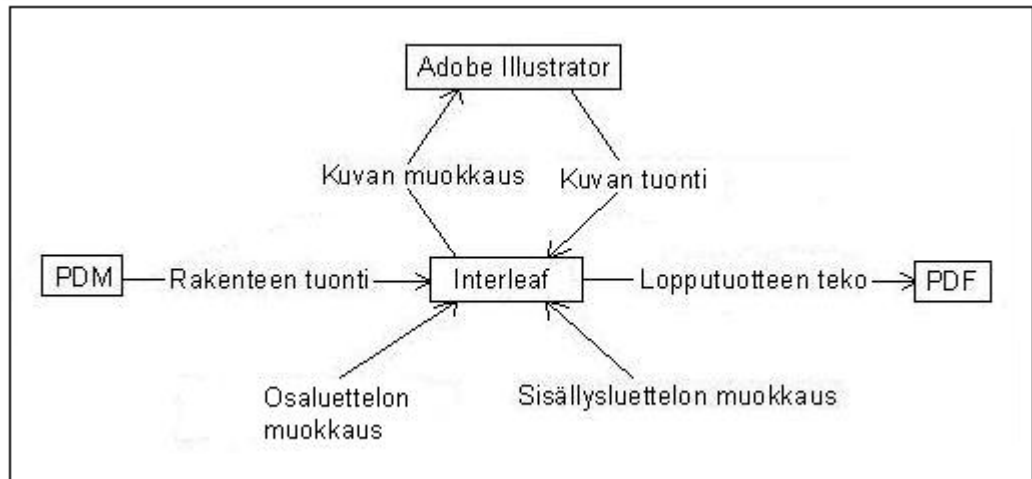 Adobe Illustrator
Kuvan muokkaus
Kuvan tuonti
PDM
Rakenteen tuonti
Interleaf
Lopputuotteen teko
PDF
Osaluettelon
muokkaus
Sisällysluettelon muokkaus